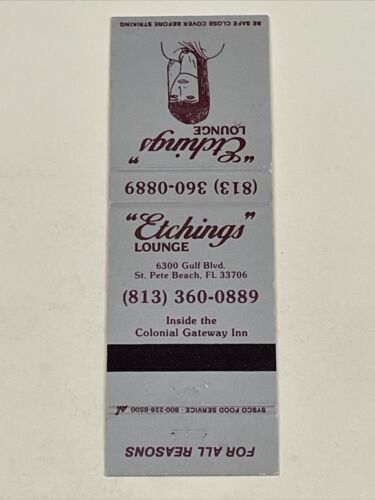 BE SAFE CLOSE COVER BEFORE STRIKING
"Etchings"
LOUNGE
(813) 360-0889
"Etchings"
LOUNGE
6300 Gulf Blvd.
St. Pete Beach, FL 33706
(813) 360-0889
Inside the
Colonial Gateway Inn
SYSCO FOOD SERVICE · 800-226-8500
FOR ALL REASONS